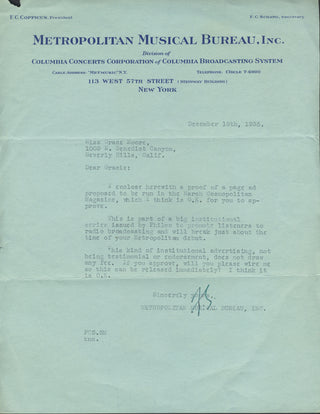 F. C. COPPICUS, President
F. C. SCHANG, Secretary
METROPOLITAN MUSICAL BUREAU, INC.
Division of
COLUMBIA CONCERTS CORPORATION of COLUMBIA BROADCASTING SYSTEM
CABLE ADDRESS: "METMUSIC" N.Y.
TELEPHONE, CIRCLE 7-6900
113 WEST 57TH STREET (STEINWAY BUILDING)
NEW YORK
December 18th, 1935.
Miss Grace Moore,
1009 N. Benedict Canyon,
Beverly Hills, Calif.
Dear Gracie:
I enclose herewith a proof of a page ad
proposed to be run in the March Cosmopolitan
Magazine, which I think is O.K. for you to ap-
prove.
This is part of a big institutional
series issued by Philco to promote listeners to
radio broadcasting and will break just about the
time of your Metropolitan debut.
This kind of institutional advertising, not
being testimonial or endorsement, does not draw
any fee. If you approve, will you please wire me
so this can be released immediately? I think it
is O.K.
Sincerely yours,
METROPOLITAN MUSICAL BUREAU, INC.